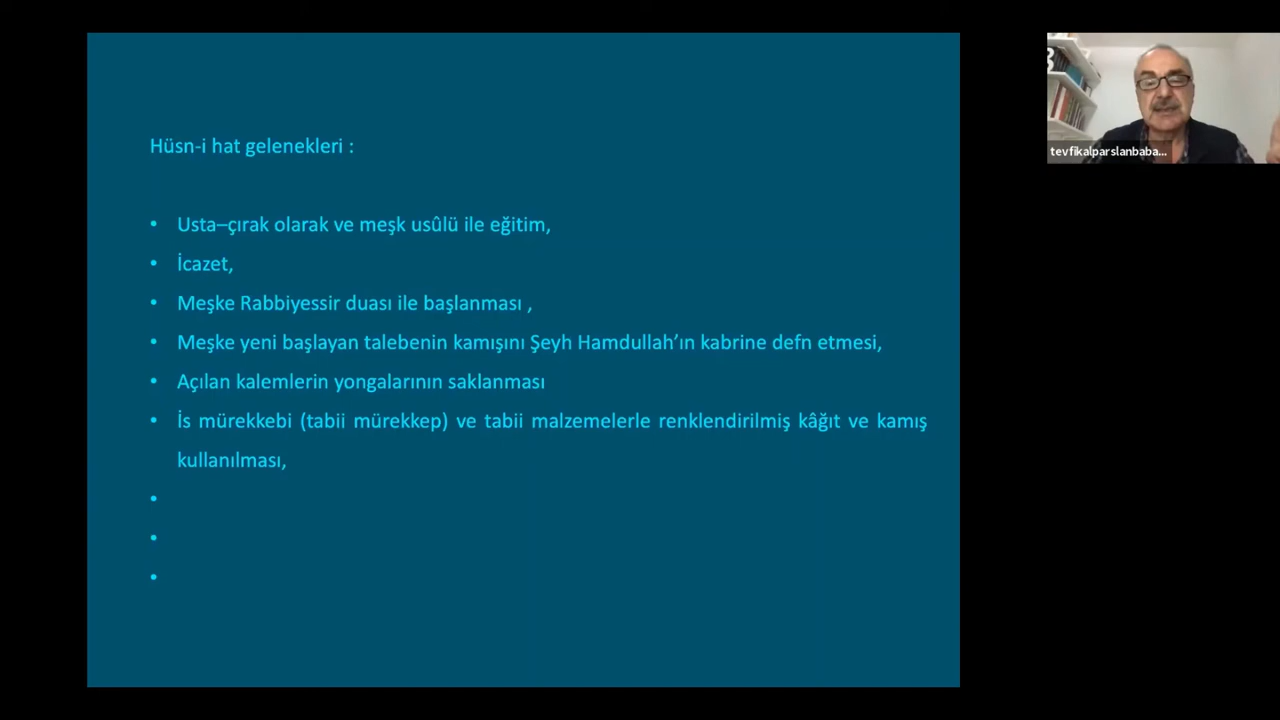 Hüsn-i hat gelenekleri :
• Usta–çırak olarak ve meşk usûlü ile eğitim,
• İcazet,
• Meşke Rabbiyessir duası ile başlanması ,
• Meşke yeni başlayan talebenin kamışını Şeyh Hamdullah’ın kabrine defn etmesi,
• Açılan kalemlerin yongalarının saklanması
• İs mürekkebi (tabii mürekkep) ve tabii malzemelerle renklendirilmiş kâğıt ve kamış
kullanılması,
•
•
•
tevfikalparslanbaba...